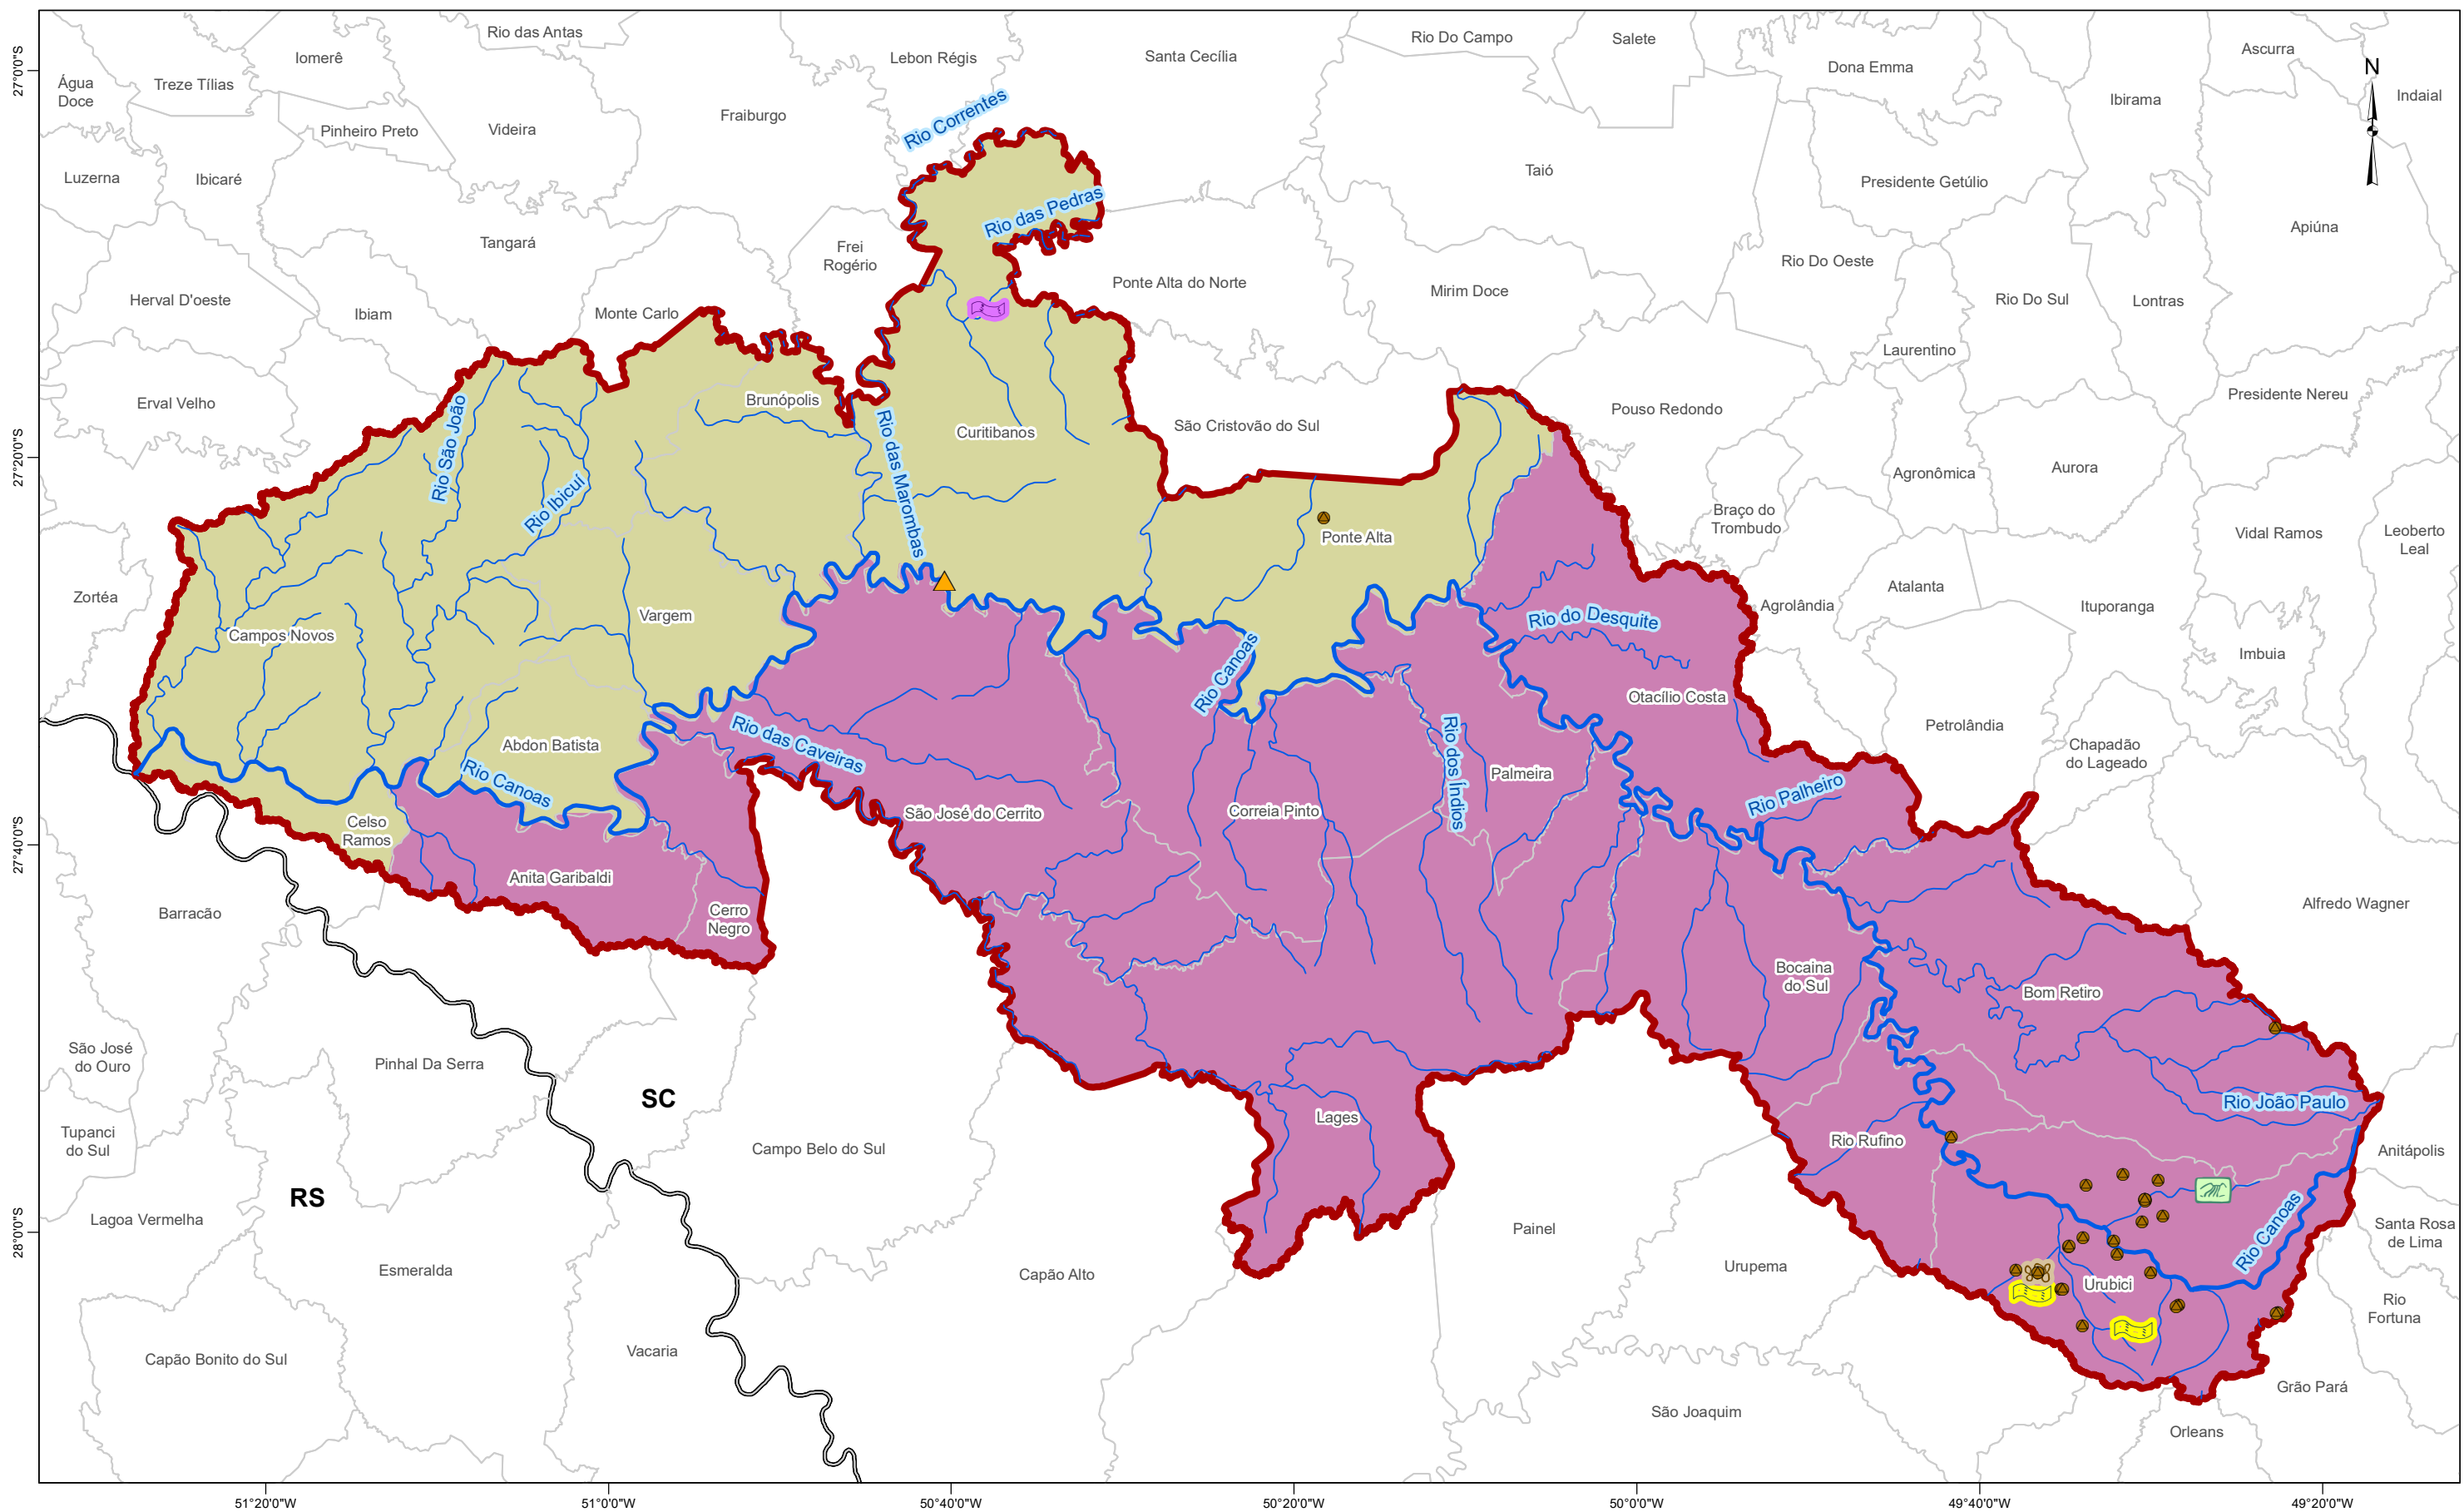 Rio das Antas
Iomerê
Lebon Régis
Santa Cecília
Rio Do Campo
Salete
Ascurra
27°0'0"S
Água
Doce
Treze Tílias
Dona Emma
N
Indaial
Ibirama
Rio Correntes
Fraiburgo
Pinheiro Preto
Videira
Luzerna
Ibicaré
Taió
Presidente Getúlio
Rio das Pedras
Apiúna
Tangará
Frei
Rogério
Rio Do Oeste
Ponte Alta do Norte
Mirim Doce
Herval D'oeste
Ibiam
Monte Carlo
Rio Do Sul
Lontras
Laurentino
Erval Velho
Brunópolis
Presidente Nereu
Pouso Redondo
São Cristovão do Sul
Curitibanos
Rio São João
Rio das Marombas
27°20'0"S
Rio Ibicuí
Agronômica
Aurora
Braço do
Trombudo
Ponte Alta
Vidal Ramos
Leoberto
Leal
Zortéa
Atalanta
Agrolândia
Ituporanga
Vargem
Rio do Desquite
Campos Novos
Imbuia
Rio Canoas
Otacílio Costa
Petrolândia
Abdon Batista
Rio das Caveiras
Chapadão
do Lageado
Rio dos Índios
Palmeira
Rio Canoas
Rio Palheiro
São José do Cerrito
Correia Pinto
Celso
Ramos
27°40'0"S
Anita Garibaldi
Cerro
Negro
Barracão
Alfredo Wagner
Bocaina
do Sul
Bom Retiro
São José
do Ouro
Pinhal Da Serra
SC
Rio João Paulo
Lages
Tupanci
do Sul
Campo Belo do Sul
Rio Rufino
Anitápolis
RS
Lagoa Vermelha
Painel
28°0'0"S
Santa Rosa
de Lima
Rio Canoas
Esmeralda
Capão Alto
Urupema
Urubici
Rio
Fortuna
Capão Bonito do Sul
Vacaria
Grão Pará
São Joaquim
Orleans
51°20'0"W
51°0'0"W
50°40'0"W
50°20'0"W
50°0'0"W
49°40'0"W
49°20'0"W